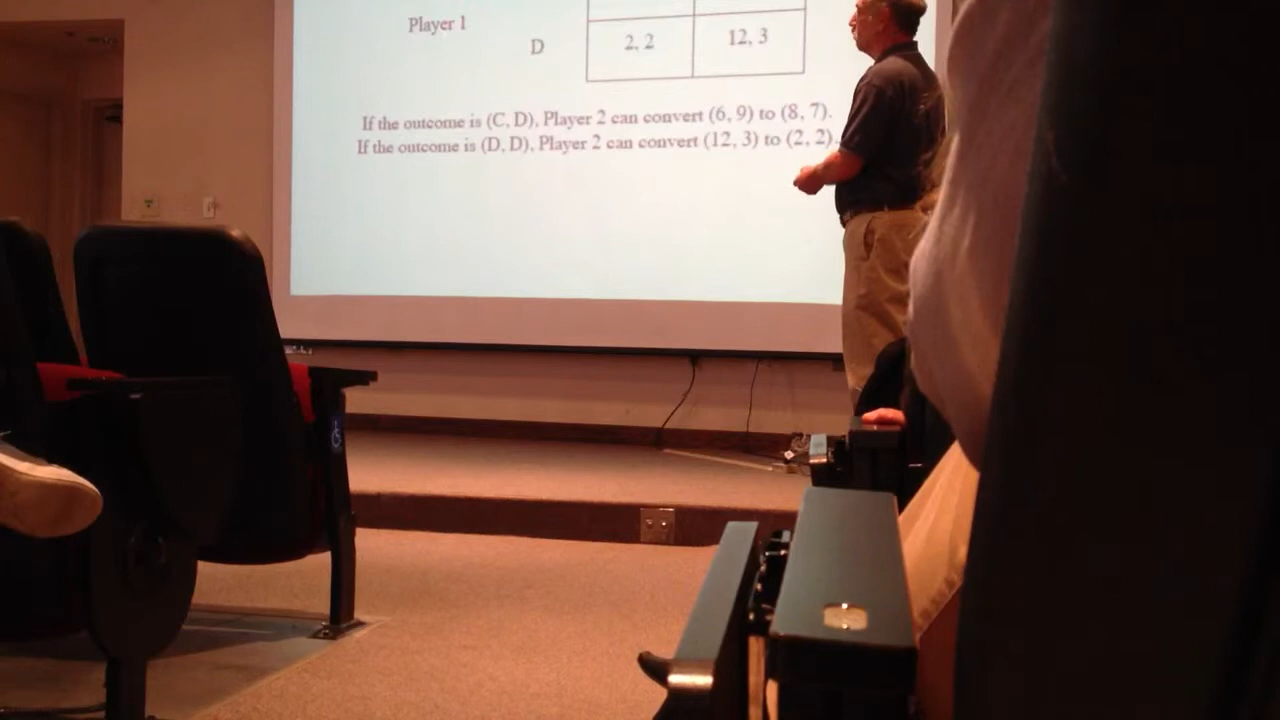 Player 1
D
2, 2
12, 3
If the outcome is (C, D), Player 2 can convert (6, 9) to (8, 7).
If the outcome is (D, D), Player 2 can convert (12, 3) to (2, 2).